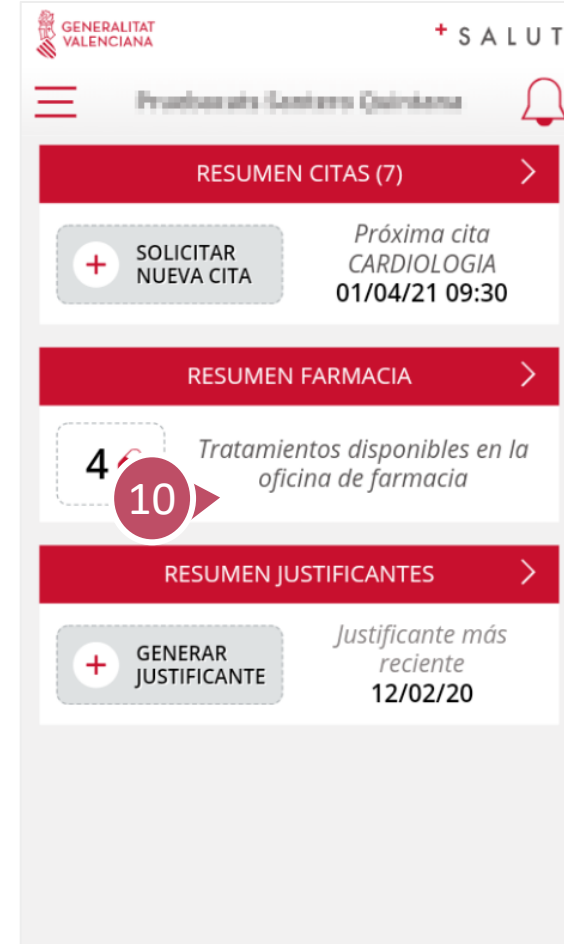 GENERALITAT
VALENCIANA
+ SALUT
RESUMEN CITAS (7)
SOLICITAR
NUEVA CITA
Próxima cita
CARDIOLOGIA
01/04/21 09:30
RESUMEN FARMACIA
4
10
Tratamientos disponibles en la
oficina de farmacia
RESUMEN JUSTIFICANTES
GENERAR
JUSTIFICANTE
Justificante más
reciente
12/02/20